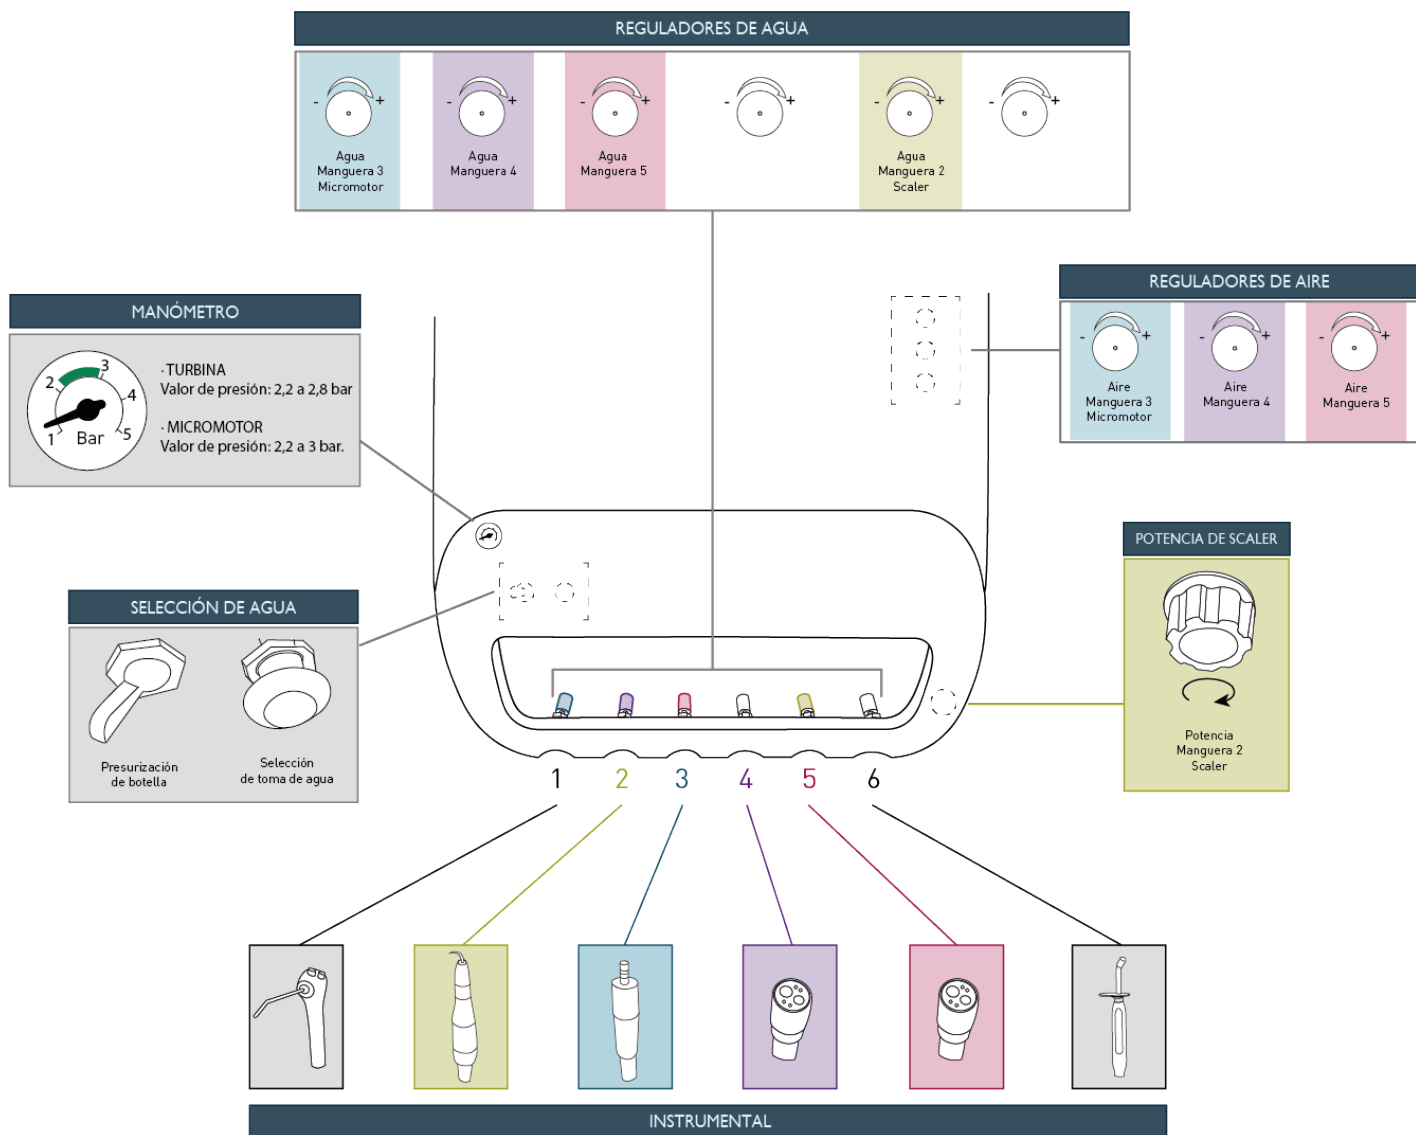 REGULADORES DE AGUA
- +
- +
- +
- +
- +
- +
Agua
Manguera 3
Micromotor
Agua
Manguera 4
Agua
Manguera 5
Agua
Manguera 2
Scaler
REGULADORES DE AIRE
- +
- +
- +
Aire
Manguera 3
Micromotor
Aire
Manguera 4
Aire
Manguera 5
MANÓMETRO
1
2
3
4
5
Bar
· TURBINA
Valor de presión: 2,2 a 2,8 bar
· MICROMOTOR
Valor de presión: 2,2 a 3 bar.
POTENCIA DE SCALER
Potencia
Manguera 2
Scaler
SELECCIÓN DE AGUA
Presurización
de botella
Selección
de toma de agua
1 2 3 4 5 6
INSTRUMENTAL